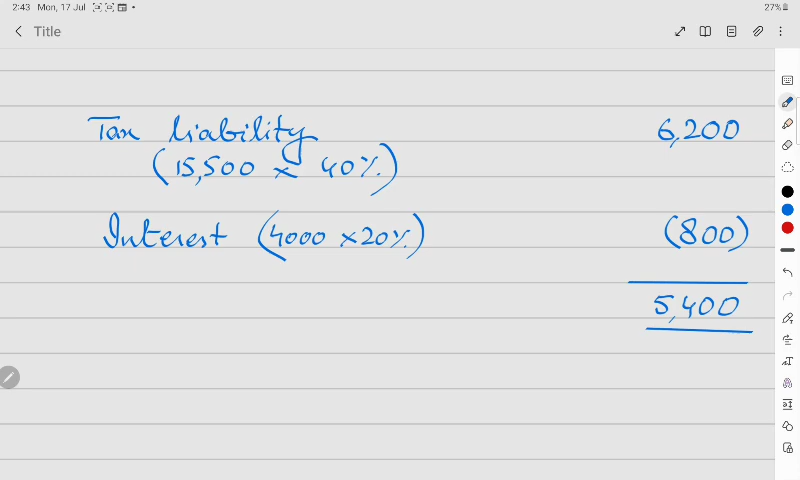 2:43 Mon, 17 Jul 27%
Title
Tax liability 6,200
(15,500 x 40%)
Interest (4000 x 20%) (800)
5,400